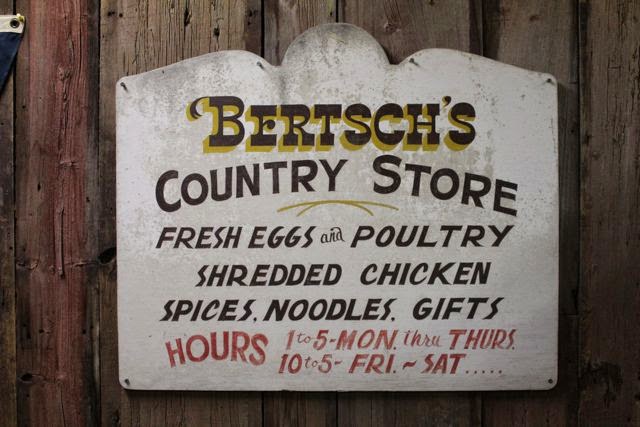 BERTSCH'S
COUNTRY STORE
FRESH EGGS and POULTRY
SHREDDED CHICKEN
SPICES, NOODLES, GIFTS
HOURS 1 to 5-MON. thru THURS.
10 to 5- FRI. ~ SAT.....